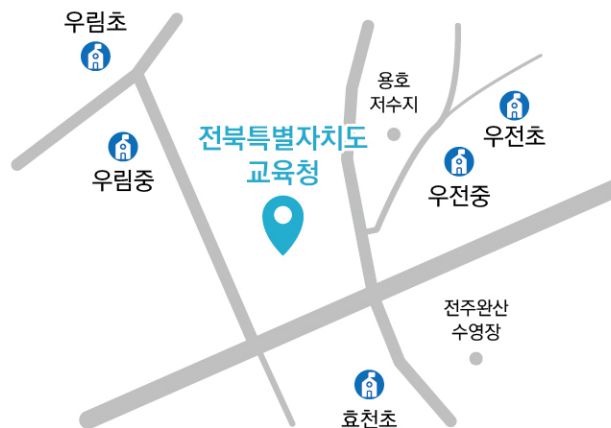 우림초
용호
저수지
우전초
전북특별자치도
교육청
우림중
우전중
전주완산
수영장
효천초